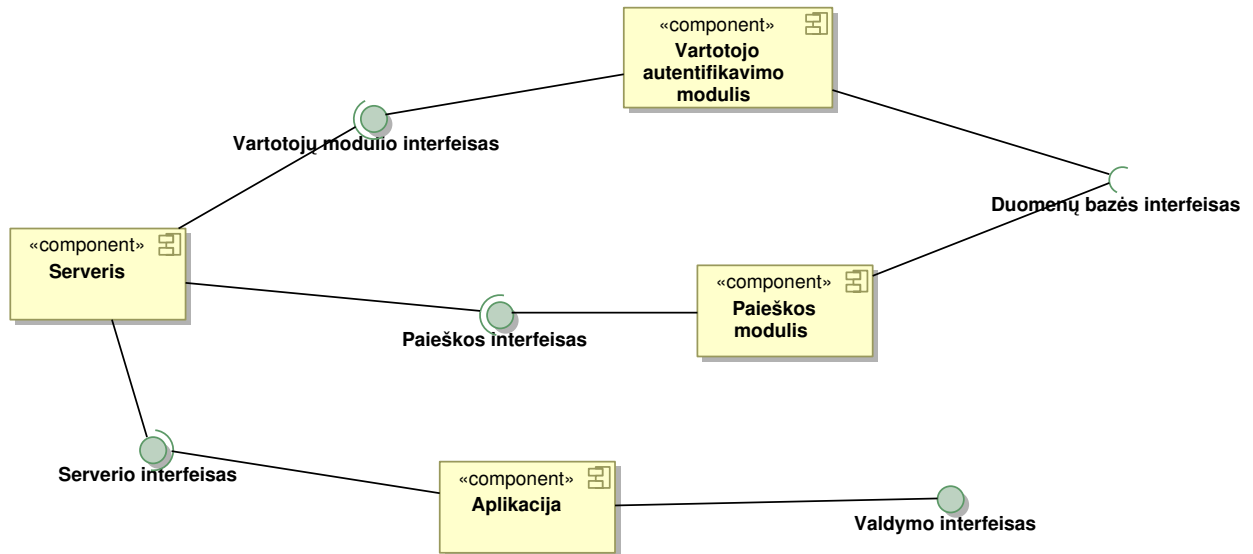 «component»
Vartotojo
autentifikavimo
modulis
Vartotojų modulio interfeisas
Duomenų bazės interfeisas
«component»
Serveris
«component»
Paieškos
modulis
Paieškos interfeisas
Serverio interfeisas
«component»
Aplikacija
Valdymo interfeisas